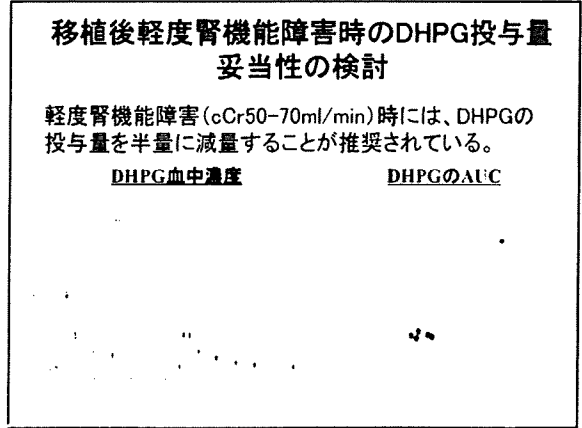 移植後軽度腎機能障害時のDHPG投与量
妥当性の検討
軽度腎機能障害(cCr50-70ml/min)時には、DHPGの
投与量を半量に減量することが推奨されている。
DHPG血中濃度 DHPGのAUC